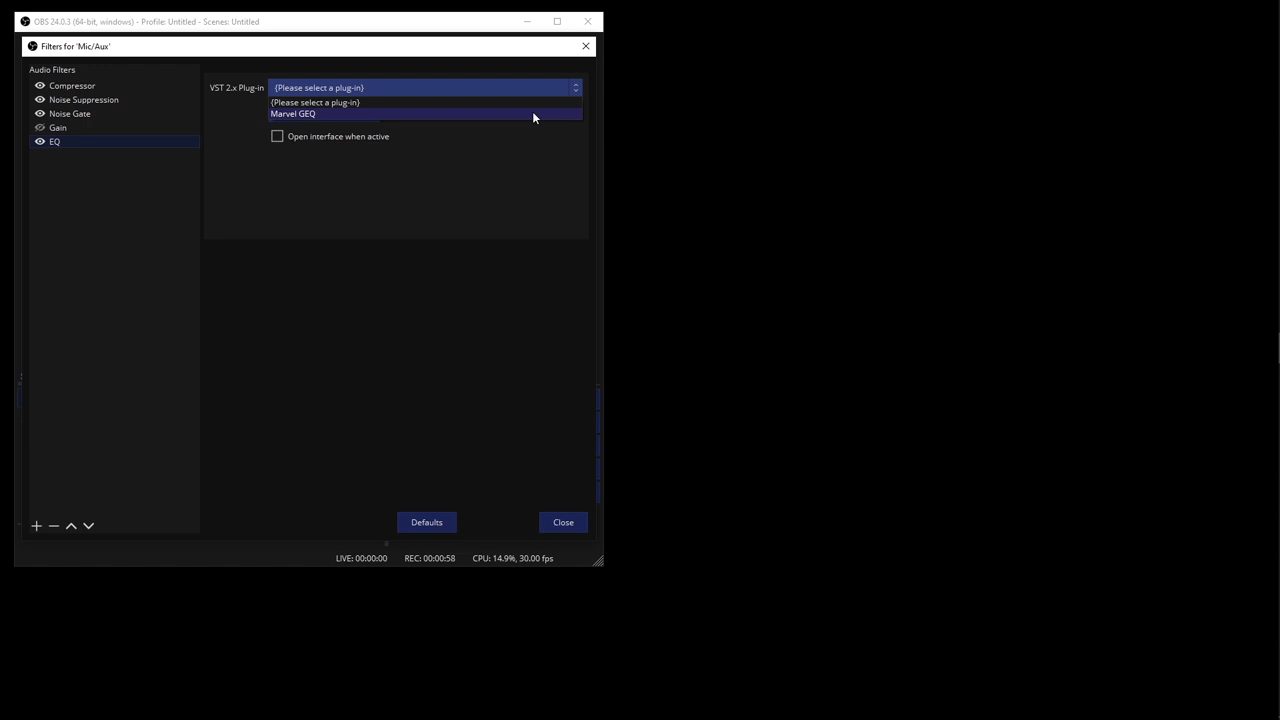 OBS 24.0.3 (64-bit, windows) - Profile: Untitled - Scenes: Untitled
Filters for 'Mic/Aux'
Audio Filters
Compressor
Noise Suppression
Noise Gate
Gain
EQ
VST 2.x Plug-in
{Please select a plug-in}
{Please select a plug-in}
Marvel GEQ
Open interface when active
Defaults
Close
LIVE: 00:00:00
REC: 00:00:58
CPU: 14.9%, 30.00 fps